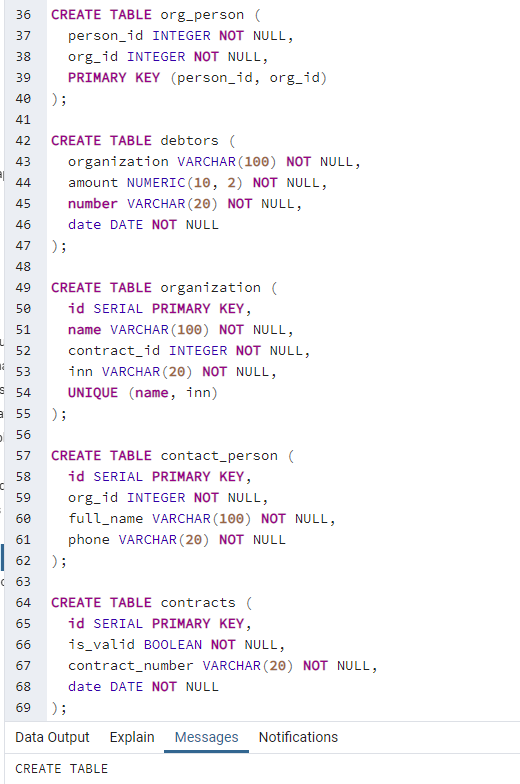 36 CREATE TABLE org_person (
37   person_id INTEGER NOT NULL,
38   org_id INTEGER NOT NULL,
39   PRIMARY KEY (person_id, org_id)
40 );
41
42 CREATE TABLE debtors (
43   organization VARCHAR(100) NOT NULL,
44   amount NUMERIC(10, 2) NOT NULL,
45   number VARCHAR(20) NOT NULL,
46   date DATE NOT NULL
47 );
48
49 CREATE TABLE organization (
50   id SERIAL PRIMARY KEY,
51   name VARCHAR(100) NOT NULL,
52   contract_id INTEGER NOT NULL,
53   inn VARCHAR(20) NOT NULL,
54   UNIQUE (name, inn)
55 );
56
57 CREATE TABLE contact_person (
58   id SERIAL PRIMARY KEY,
59   org_id INTEGER NOT NULL,
60   full_name VARCHAR(100) NOT NULL,
61   phone VARCHAR(20) NOT NULL
62 );
63
64 CREATE TABLE contracts (
65   id SERIAL PRIMARY KEY,
66   is_valid BOOLEAN NOT NULL,
67   contract_number VARCHAR(20) NOT NULL,
68   date DATE NOT NULL
69 );
Data Output Explain Messages Notifications
CREATE TABLE